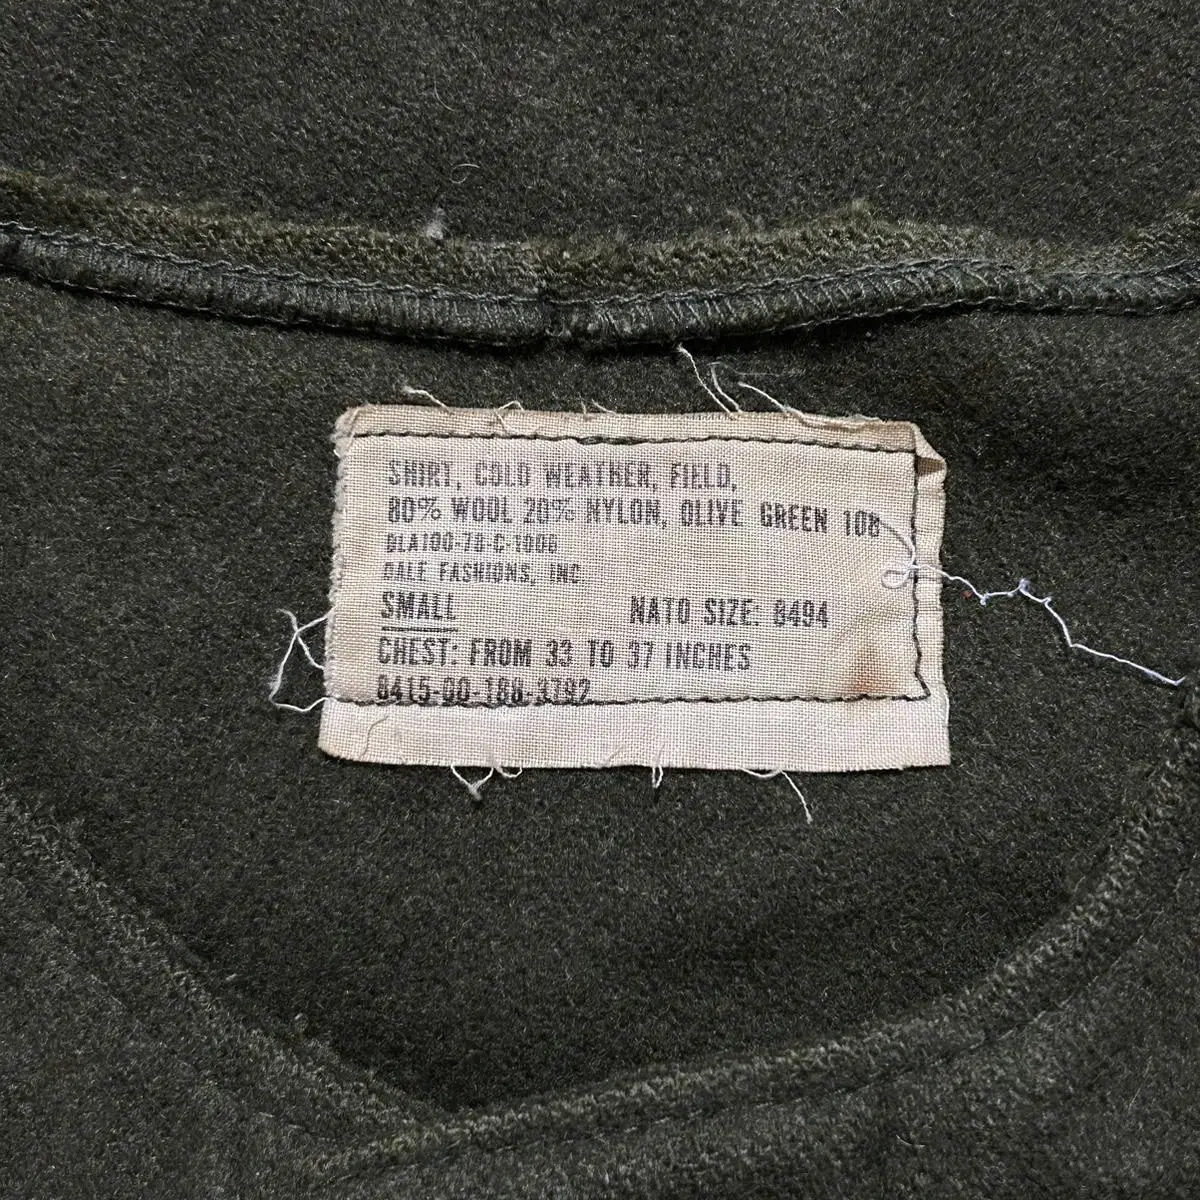 SHIRT, COLD WEATHER, FIELD,
80% WOOL 20% NYLON, OLIVE GREEN 108
DLA100-78-C-1006
DALE FASHIONS, INC.
SMALL NATO SIZE: 8494
CHEST: FROM 33 TO 37 INCHES
8415-00-188-3792